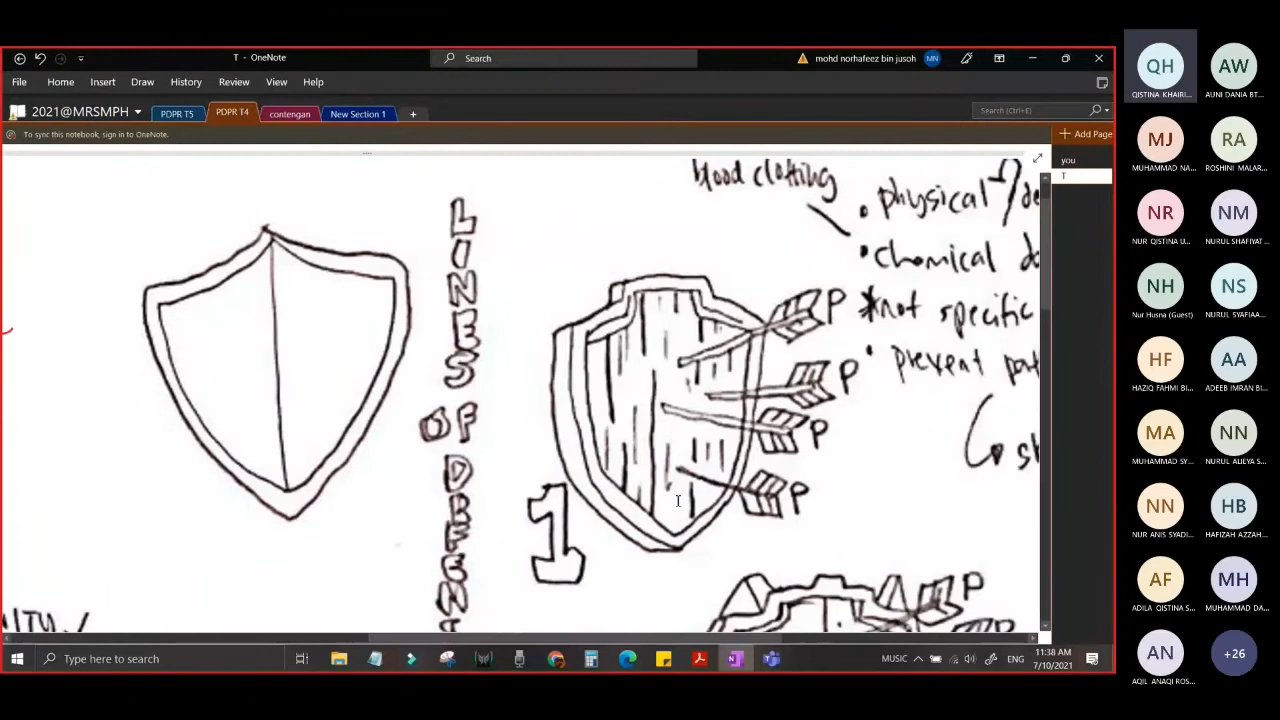 T - OneNote
Search
mohd norhafeez bin jusoh
MN
File Home Insert Draw History Review View Help
2021@MRSMPH
PDPR T5
PDPR T4
contengan
New Section 1
+
Search (Ctrl+E)
To sync this notebook, sign in to OneNote.
+ Add Page
you
T
LINES
OF
blood clotting
• physical
• chemical
*not specific
• prevent
P
P
P
P
1
P
Type here to search
MUSIC
ENG
11:38 AM
7/10/2021
QH
QISTINA KHAIRI...
AW
AUNI DANIA BT...
MJ
MUHAMMAD NA...
RA
ROSHINI MALAR...
NR
NUR QISTINA U...
NM
NURUL SHAFIYAT...
NH
Nur Husna (Guest)
NS
NURUL SYAFIAA...
HF
HAZIQ FAHMI BI...
AA
ADEEB IMRAN BI...
MA
MUHAMMAD SY...
NN
NURUL ALIEYA S...
NN
NUR ANIS SYADI...
HB
HAFIZAH AZZAH...
AF
ADILA QISTINA S...
MH
MUHAMMAD DA...
AN
AQIL ANAQI ROS...
+26